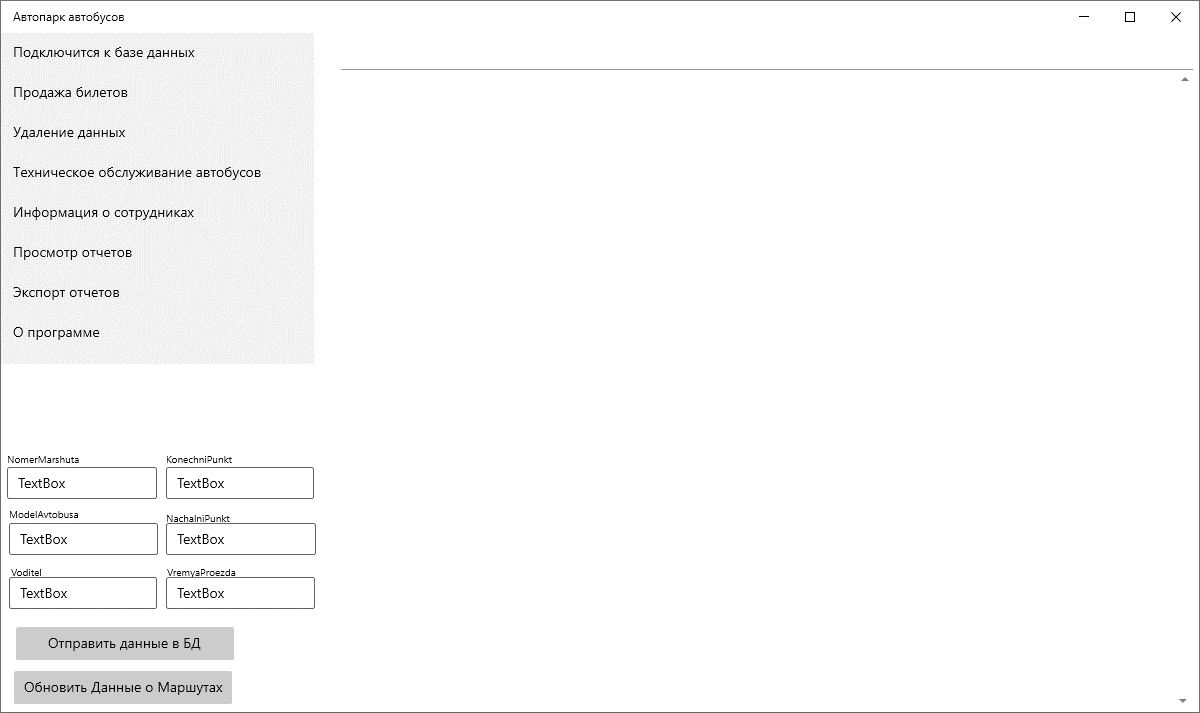 Автопарк автобусов
Подключится к базе данных
Продажа билетов
Удаление данных
Техническое обслуживание автобусов
Информация о сотрудниках
Просмотр отчетов
Экспорт отчетов
О программе
NomerMarshuta KonechniPunkt
TextBox TextBox
ModelAvtobusa NachalniPunkt
TextBox TextBox
Voditel VremyaProezda
TextBox TextBox
Отправить данные в БД
Обновить Данные о Маршутах